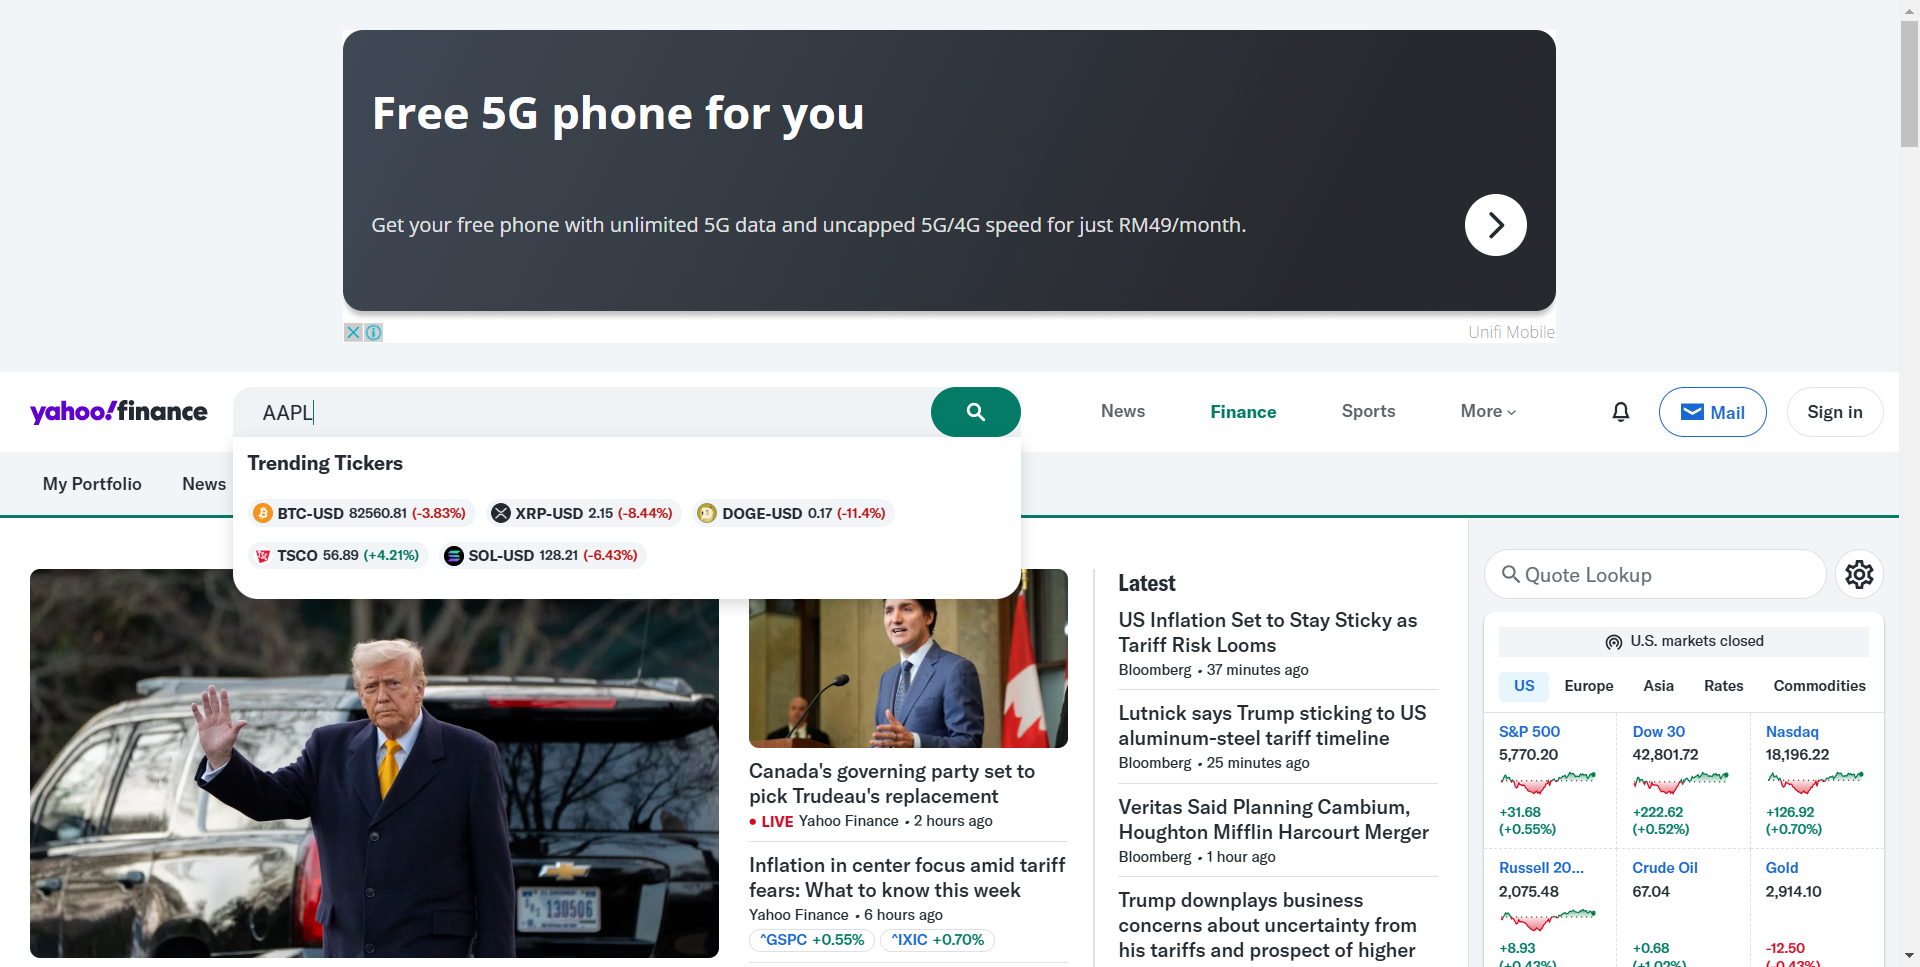 Free 5G phone for you
Get your free phone with unlimited 5G data and uncapped 5G/4G speed for just RM49/month.
Unifi Mobile
yahoo!finance
AAPL
News
Finance
Sports
More
Mail
Sign in
My Portfolio
News
Trending Tickers
BTC-USD 82560.81 (-3.83%)
XRP-USD 2.15 (-8.44%)
DOGE-USD 0.17 (-11.4%)
TSCO 56.89 (+4.21%)
SOL-USD 128.21 (-6.43%)
130506
Canada's governing party set to
pick Trudeau's replacement
• LIVE Yahoo Finance • 2 hours ago
Inflation in center focus amid tariff
fears: What to know this week
Yahoo Finance • 6 hours ago
^GSPC +0.55%
^IXIC +0.70%
Latest
US Inflation Set to Stay Sticky as
Tariff Risk Looms
Bloomberg • 37 minutes ago
Lutnick says Trump sticking to US
aluminum-steel tariff timeline
Bloomberg • 25 minutes ago
Veritas Said Planning Cambium,
Houghton Mifflin Harcourt Merger
Bloomberg • 1 hour ago
Trump downplays business
concerns about uncertainty from
his tariffs and prospect of higher
Quote Lookup
U.S. markets closed
US
Europe
Asia
Rates
Commodities
S&P 500
5,770.20
+31.68
(+0.55%)
Dow 30
42,801.72
+222.62
(+0.52%)
Nasdaq
18,196.22
+126.92
(+0.70%)
Russell 20...
2,075.48
+8.93
(+0.43%)
Crude Oil
67.04
+0.68
(+1.02%)
Gold
2,914.10
-12.50
(-0.43%)